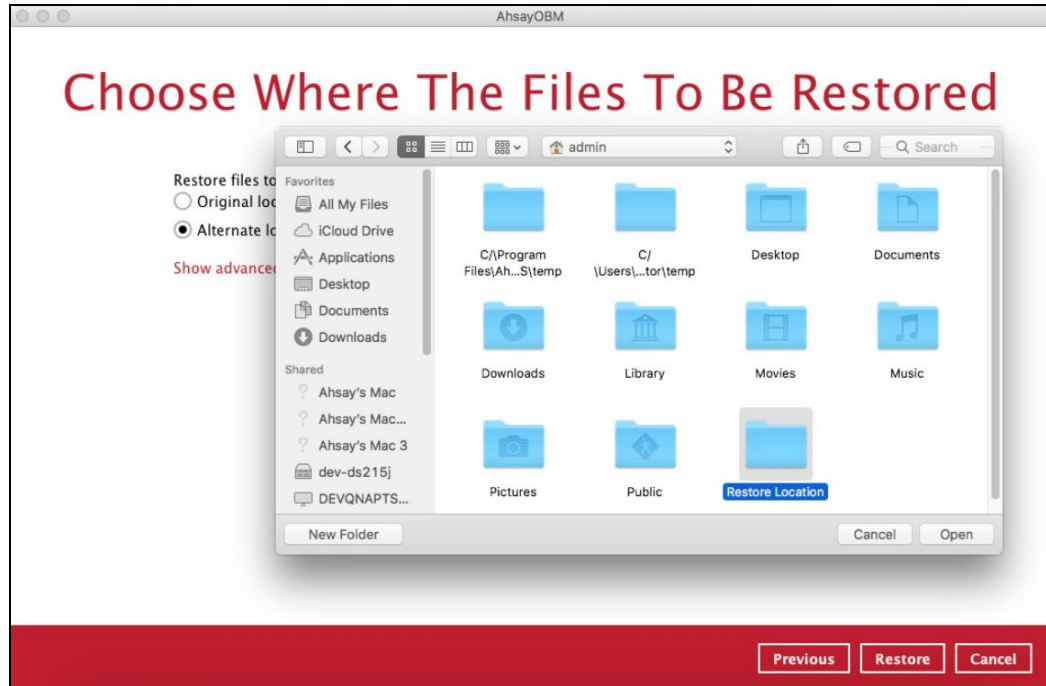 AhsayOBM
Choose Where The Files To Be Restored
admin
Search
Restore files to
Original loc
Alternate lo
Show advanced
Favorites
All My Files
iCloud Drive
Applications
Desktop
Documents
Downloads
Shared
Ahsay's Mac
Ahsay's Mac...
Ahsay's Mac 3
dev-ds215j
DEVQNAPTS...
C/\Program
Files\Ah...S\temp
C/
\Users\...tor\temp
Desktop
Documents
Downloads
Library
Movies
Music
Pictures
Public
Restore Location
New Folder
Cancel
Open
Previous
Restore
Cancel